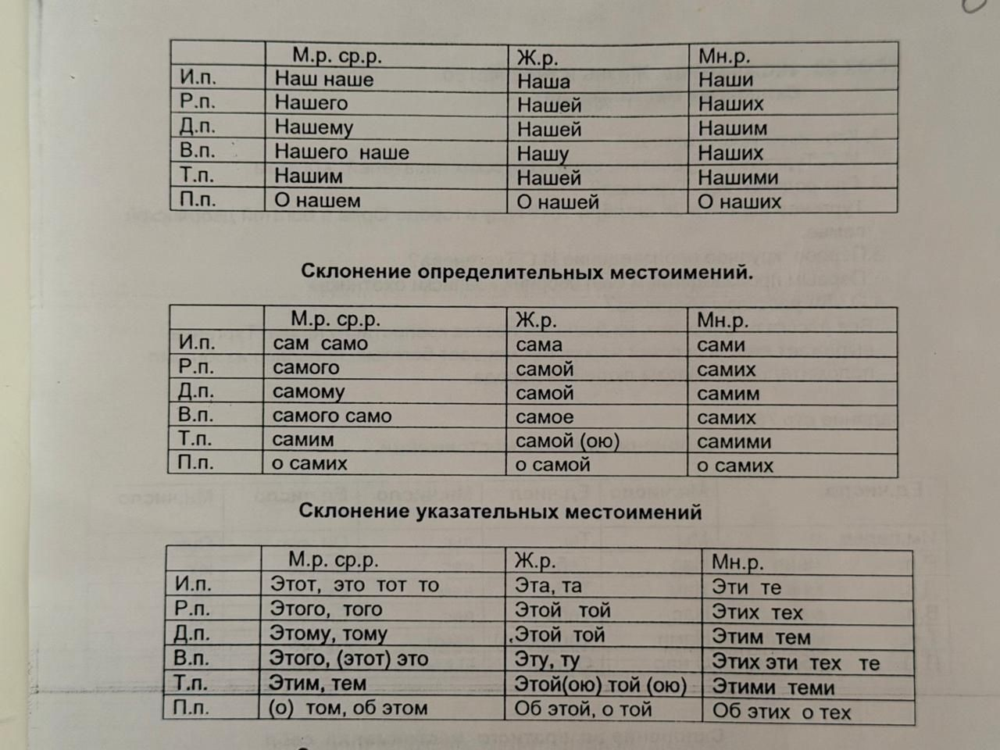 М.р. ср.р. Ж.р. Мн.р.
И.п. Наш наше Наша Наши
Р.п. Нашего Нашей Наших
Д.п. Нашему Нашей Нашим
В.п. Нашего наше Нашу Наших
Т.п. Нашим Нашей Нашими
П.п. О нашем О нашей О наших
Склонение определительных местоимений.
М.р. ср.р. Ж.р. Мн.р.
И.п. сам само сама сами
Р.п. самого самой самих
Д.п. самому самой самим
В.п. самого само самое самих
Т.п. самим самой (ою) самими
П.п. о самих о самой о самих
Склонение указательных местоимений
М.р. ср.р. Ж.р. Мн.р.
И.п. Этот, это тот то Эта, та Эти те
Р.п. Этого, того Этой той Этих тех
Д.п. Этому, тому Этой той Этим тем
В.п. Этого, (этот) это Эту, ту Этих эти тех те
Т.п. Этим, тем Этой(ою) той (ою) Этими теми
П.п. (о) том, об этом Об этой, о той Об этих о тех